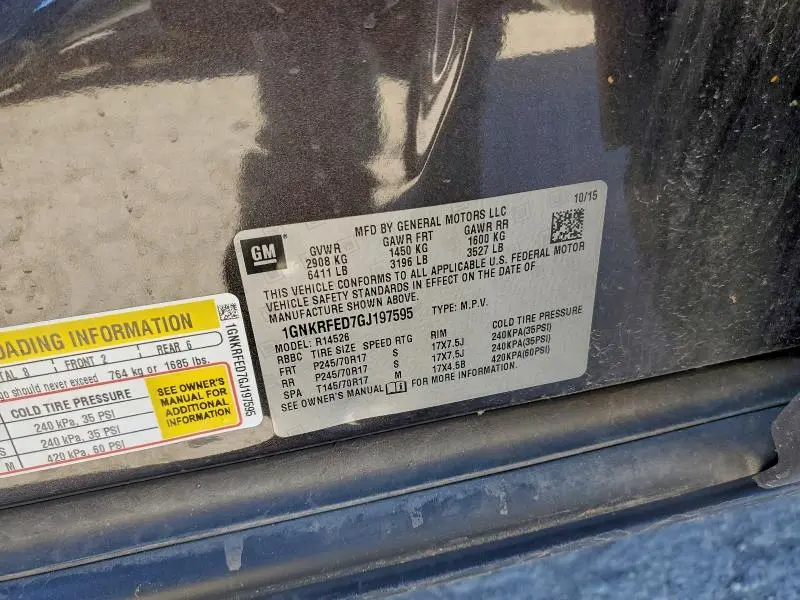 10/15
MFD BY GENERAL MOTORS LLC
GM
GVWR GAWR FRT GAWR RR
2908 KG 1450 KG 1600 KG
6411 LB 3196 LB 3527 LB
THIS VEHICLE CONFORMS TO ALL APPLICABLE U.S. FEDERAL MOTOR
VEHICLE SAFETY STANDARDS IN EFFECT ON THE DATE OF
MANUFACTURE SHOWN ABOVE.
1GNKRFED7GJ197595 TYPE: M.P.V.
MODEL: R14526
RBBC TIRE SIZE SPEED RTG RIM COLD TIRE PRESSURE
FRT P245/70R17 S 17X7.5J 240KPA(35PSI)
RR P245/70R17 S 17X7.5J 240KPA(35PSI)
SPA T145/70R17 M 17X4.5B 420KPA(60PSI)
SEE OWNER'S MANUAL FOR MORE INFORMATION.
ADING INFORMATION
TAL 8 FRONT 2 REAR 6
go should never exceed 754 kg or 1685 lbs.
COLD TIRE PRESSURE
240 kPa, 35 PSI
S 240 kPa, 35 PSI
M 420 kPa, 60 PSI
SEE OWNER'S
MANUAL FOR
ADDITIONAL
INFORMATION
1GNKRFED7GJ197595